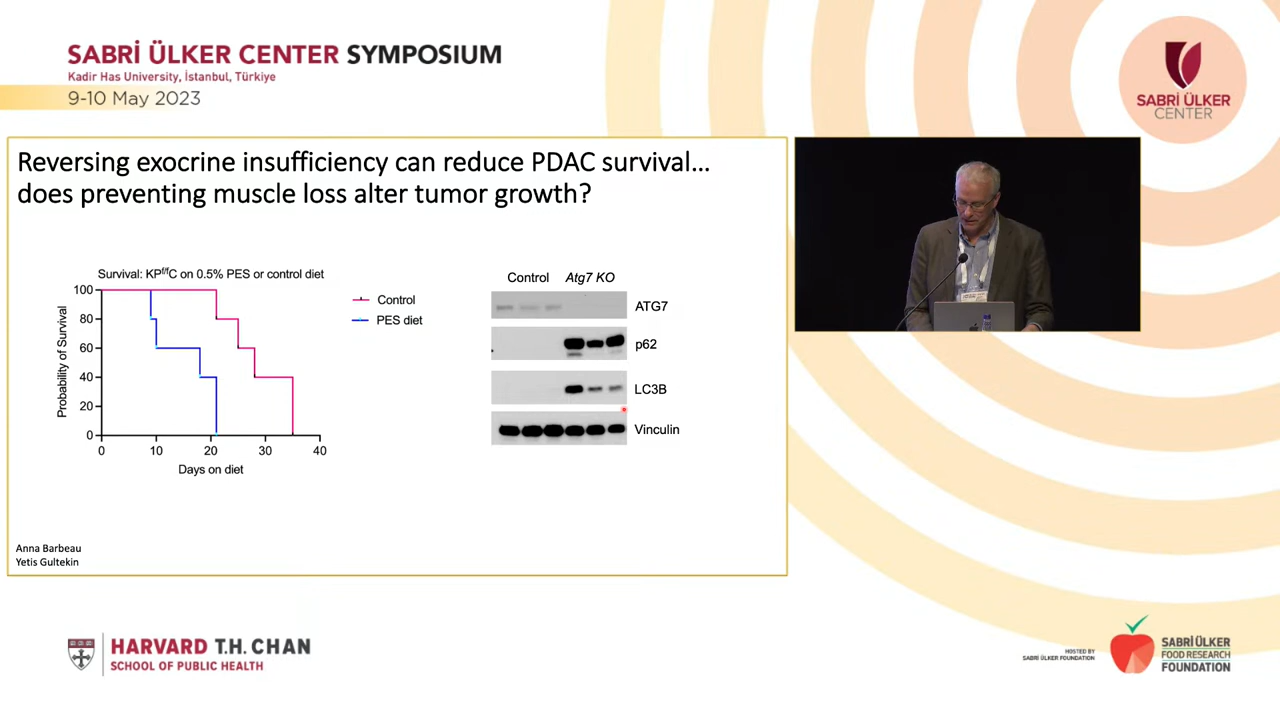 SABRİ ÜLKER CENTER SYMPOSIUM
Kadir Has University, İstanbul, Türkiye
9-10 May 2023
SABRİ ÜLKER
CENTER
Reversing exocrine insufficiency can reduce PDAC survival...
does preventing muscle loss alter tumor growth?
Survival: KPf/fC on 0.5% PES or control diet
Probability of Survival
100
80
60
40
20
0
0 10 20 30 40
Days on diet
Control
PES diet
Control Atg7 KO
ATG7
p62
LC3B
Vinculin
Anna Barbeau
Yetis Gultekin
HARVARD T.H. CHAN
SCHOOL OF PUBLIC HEALTH
HOSTED BY
SABRİ ÜLKER FOUNDATION
SABRİ ÜLKER
FOOD RESEARCH
FOUNDATION